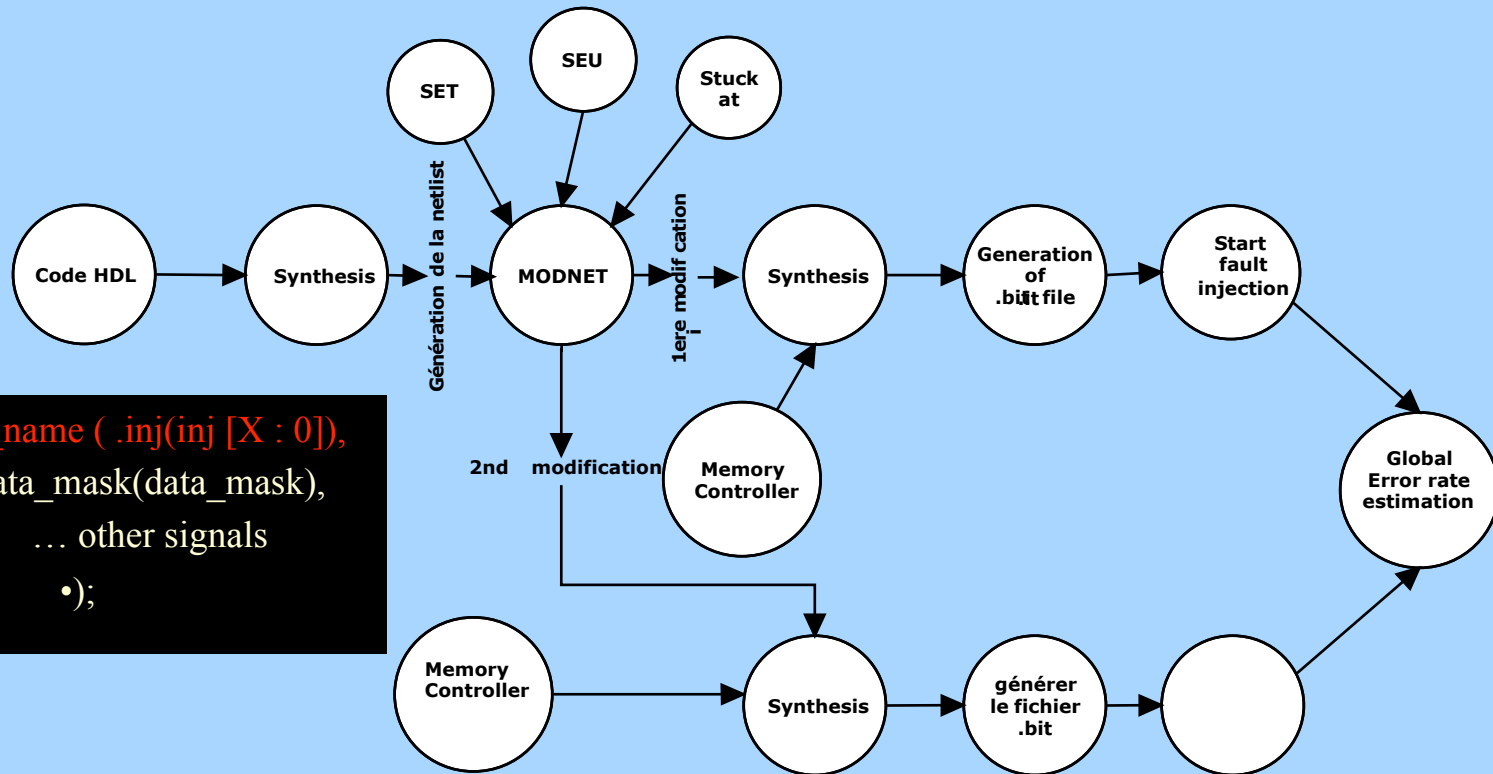 SET
SEU
Stuck
at
Code HDL
Synthesis
Génération de la netlist
MODNET
1ere modif cation
i
Synthesis
Generation
of
.bit file
Start
fault
injection
_name ( .inj(inj [X : 0]),
ata_mask(data_mask),
… other signals
•);
2nd modification
Memory
Controller
Global
Error rate
estimation
Memory
Controller
Synthesis
générer
le fichier
.bit